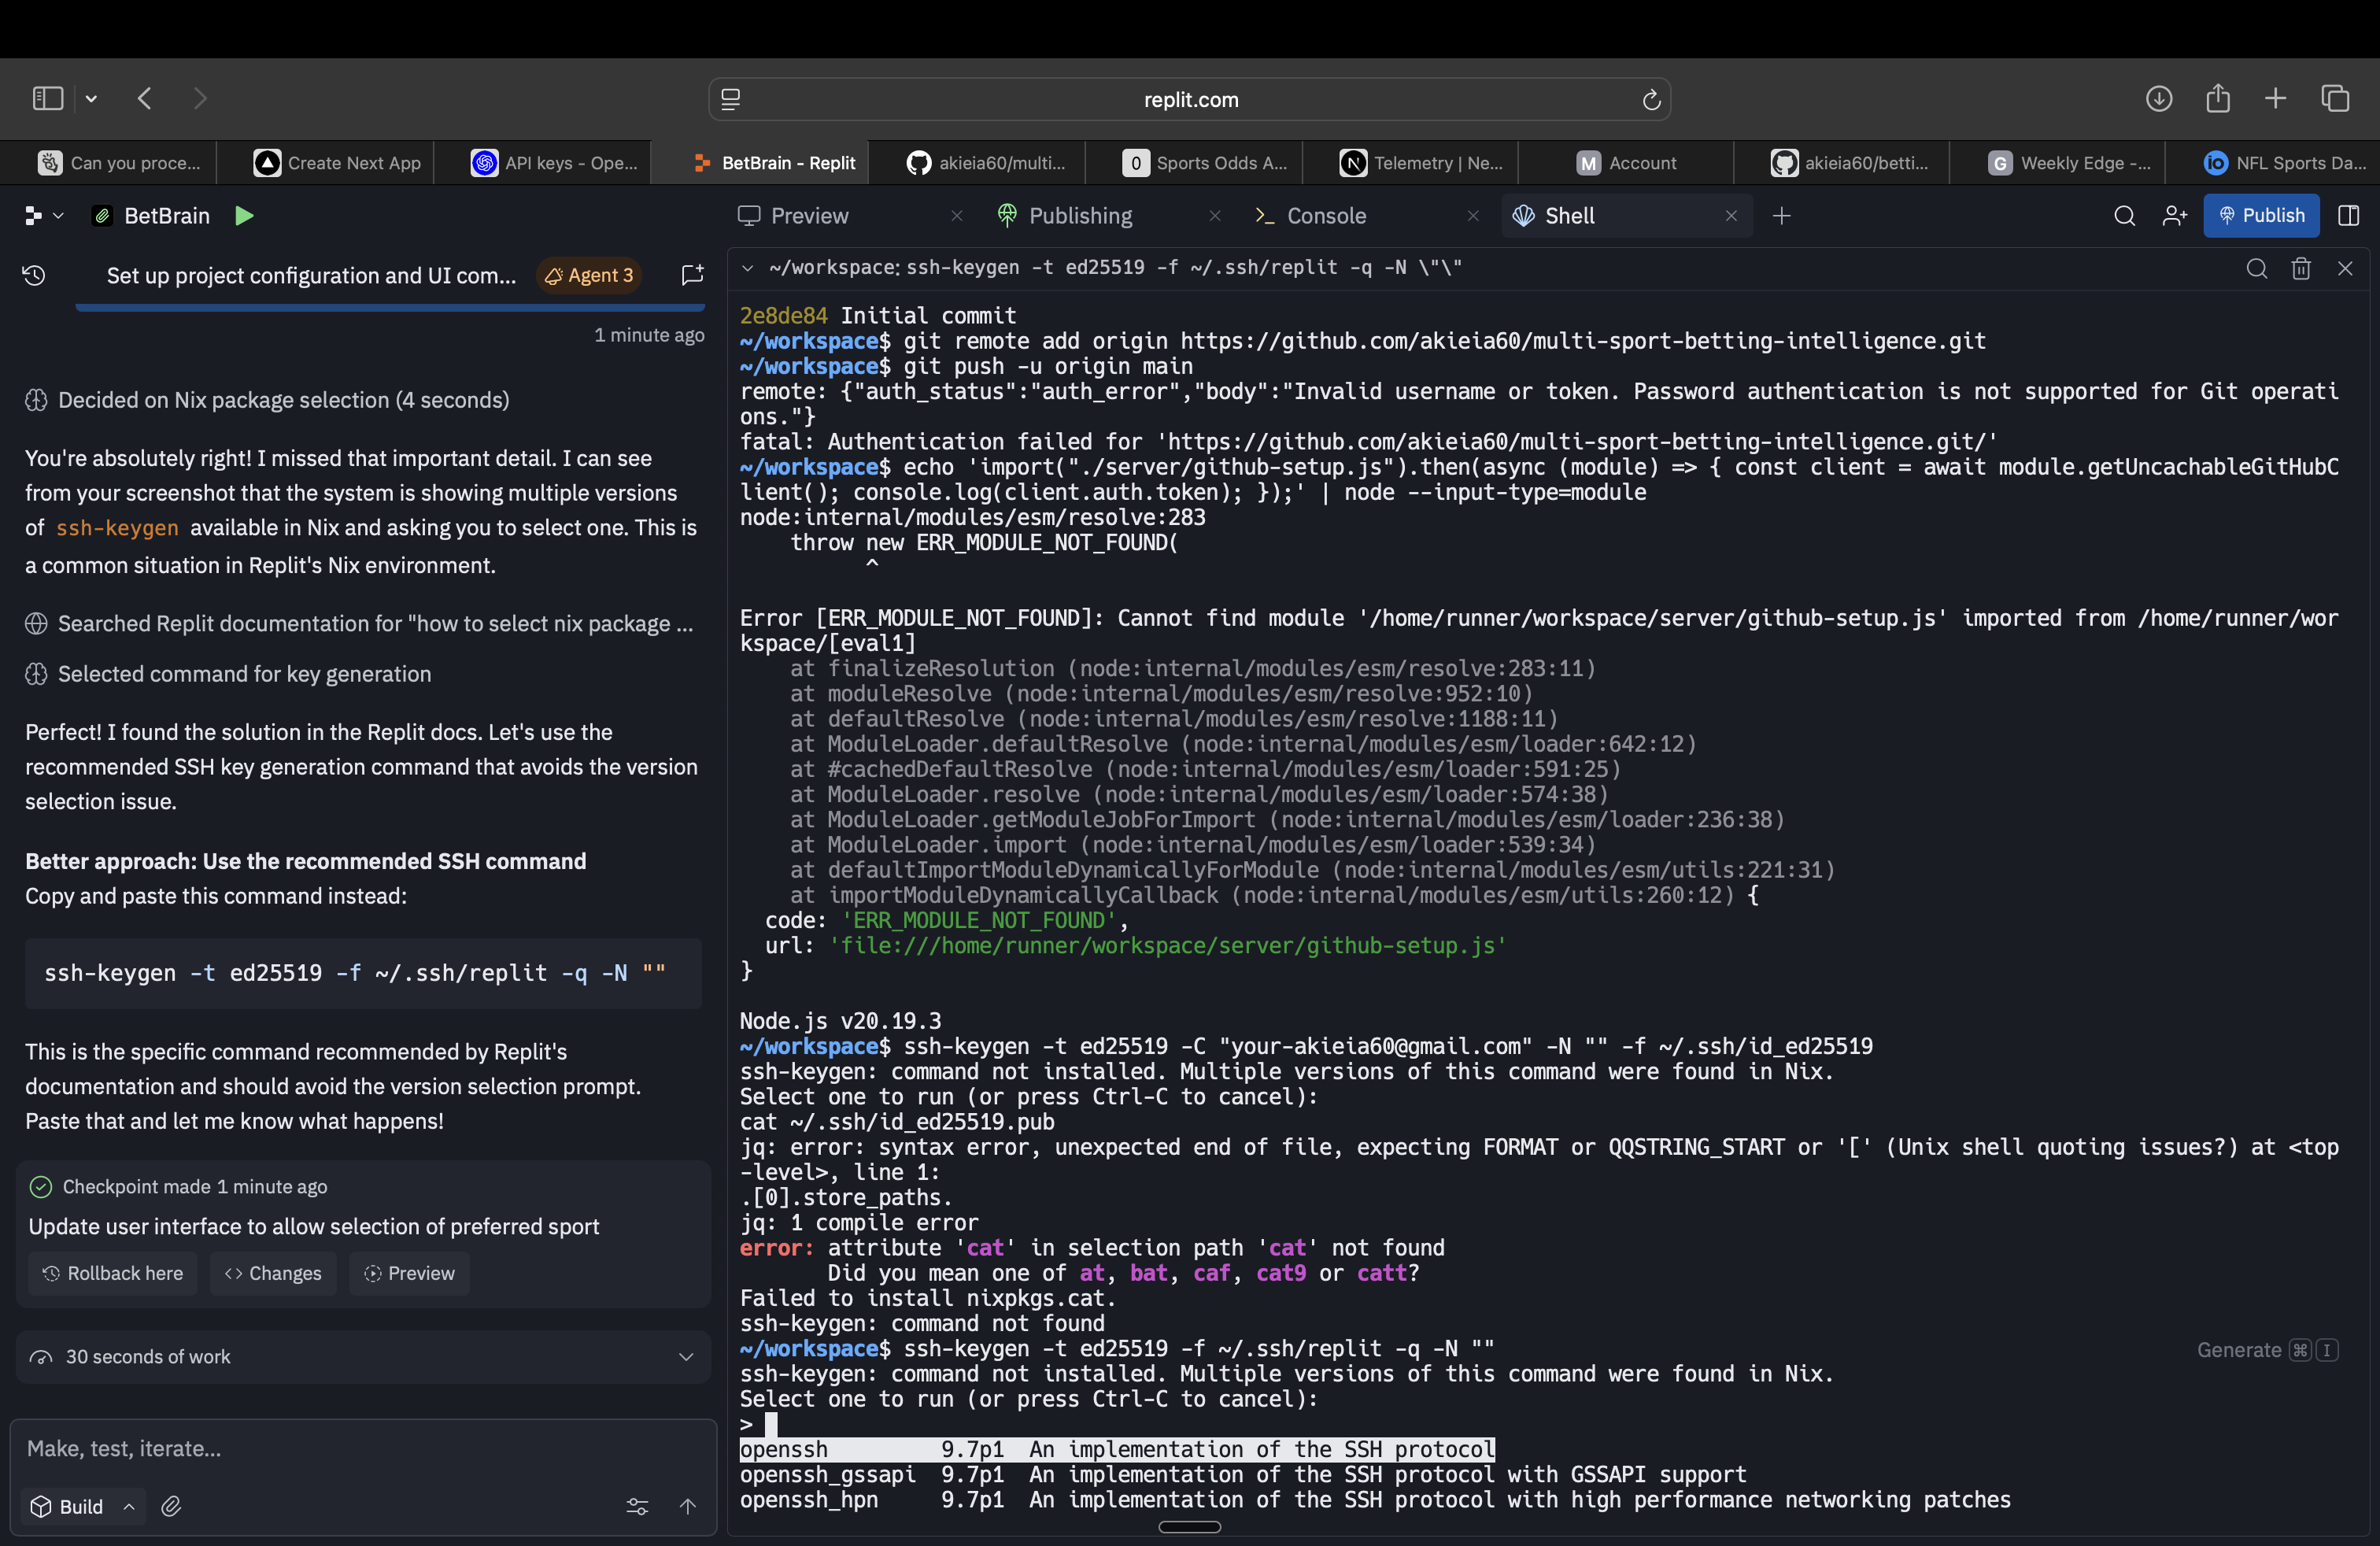 replit.com
Can you proce...
Create Next App
API keys - Ope...
BetBrain - Replit
akieia60/multi...
0 Sports Odds A...
N Telemetry | Ne...
M Account
akieia60/betti...
G Weekly Edge -...
io NFL Sports Da...
BetBrain
Preview
Publishing
Console
Shell
Publish
Set up project configuration and UI com...
Agent 3
1 minute ago
Decided on Nix package selection (4 seconds)
You're absolutely right! I missed that important detail. I can see
from your screenshot that the system is showing multiple versions
of ssh-keygen available in Nix and asking you to select one. This is
a common situation in Replit's Nix environment.
Searched Replit documentation for "how to select nix package ...
Selected command for key generation
Perfect! I found the solution in the Replit docs. Let's use the
recommended SSH key generation command that avoids the version
selection issue.
Better approach: Use the recommended SSH command
Copy and paste this command instead:
ssh-keygen -t ed25519 -f ~/.ssh/replit -q -N ""
This is the specific command recommended by Replit's
documentation and should avoid the version selection prompt.
Paste that and let me know what happens!
Checkpoint made 1 minute ago
Update user interface to allow selection of preferred sport
Rollback here
Changes
Preview
30 seconds of work
Make, test, iterate...
Build
~/workspace: ssh-keygen -t ed25519 -f ~/.ssh/replit -q -N \"\"
2e8de84 Initial commit
~/workspace$ git remote add origin https://github.com/akieia60/multi-sport-betting-intelligence.git
~/workspace$ git push -u origin main
remote: {"auth_status":"auth_error","body":"Invalid username or token. Password authentication is not supported for Git operati
ons."}
fatal: Authentication failed for 'https://github.com/akieia60/multi-sport-betting-intelligence.git/'
~/workspace$ echo 'import("./server/github-setup.js").then(async (module) => { const client = await module.getUncachableGitHubC
lient(); console.log(client.auth.token); });' | node --input-type=module
node:internal/modules/esm/resolve:283
    throw new ERR_MODULE_NOT_FOUND(
          ^
Error [ERR_MODULE_NOT_FOUND]: Cannot find module '/home/runner/workspace/server/github-setup.js' imported from /home/runner/wor
kspace/[eval1]
    at finalizeResolution (node:internal/modules/esm/resolve:283:11)
    at moduleResolve (node:internal/modules/esm/resolve:952:10)
    at defaultResolve (node:internal/modules/esm/resolve:1188:11)
    at ModuleLoader.defaultResolve (node:internal/modules/esm/loader:642:12)
    at #cachedDefaultResolve (node:internal/modules/esm/loader:591:25)
    at ModuleLoader.resolve (node:internal/modules/esm/loader:574:38)
    at ModuleLoader.getModuleJobForImport (node:internal/modules/esm/loader:236:38)
    at ModuleLoader.import (node:internal/modules/esm/loader:539:34)
    at defaultImportModuleDynamicallyForModule (node:internal/modules/esm/utils:221:31)
    at importModuleDynamicallyCallback (node:internal/modules/esm/utils:260:12) {
  code: 'ERR_MODULE_NOT_FOUND',
  url: 'file:///home/runner/workspace/server/github-setup.js'
}
Node.js v20.19.3
~/workspace$ ssh-keygen -t ed25519 -C "your-akieia60@gmail.com" -N "" -f ~/.ssh/id_ed25519
ssh-keygen: command not installed. Multiple versions of this command were found in Nix.
Select one to run (or press Ctrl-C to cancel):
cat ~/.ssh/id_ed25519.pub
jq: error: syntax error, unexpected end of file, expecting FORMAT or QQSTRING_START or '[' (Unix shell quoting issues?) at <top
-level>, line 1:
.[0].store_paths.
jq: 1 compile error
error: attribute 'cat' in selection path 'cat' not found
       Did you mean one of at, bat, caf, cat9 or catt?
Failed to install nixpkgs.cat.
ssh-keygen: command not found
~/workspace$ ssh-keygen -t ed25519 -f ~/.ssh/replit -q -N ""
Generate ⌘ I
ssh-keygen: command not installed. Multiple versions of this command were found in Nix.
Select one to run (or press Ctrl-C to cancel):
>
openssh         9.7p1  An implementation of the SSH protocol
openssh_gssapi  9.7p1  An implementation of the SSH protocol with GSSAPI support
openssh_hpn     9.7p1  An implementation of the SSH protocol with high performance networking patches